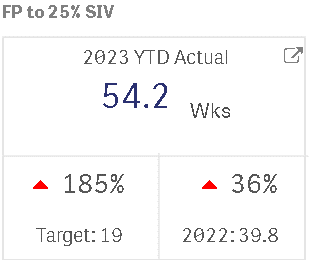 FP to 25% SIV
2023 YTD Actual
54.2 Wks
185%
36%
Target: 19
2022: 39.8